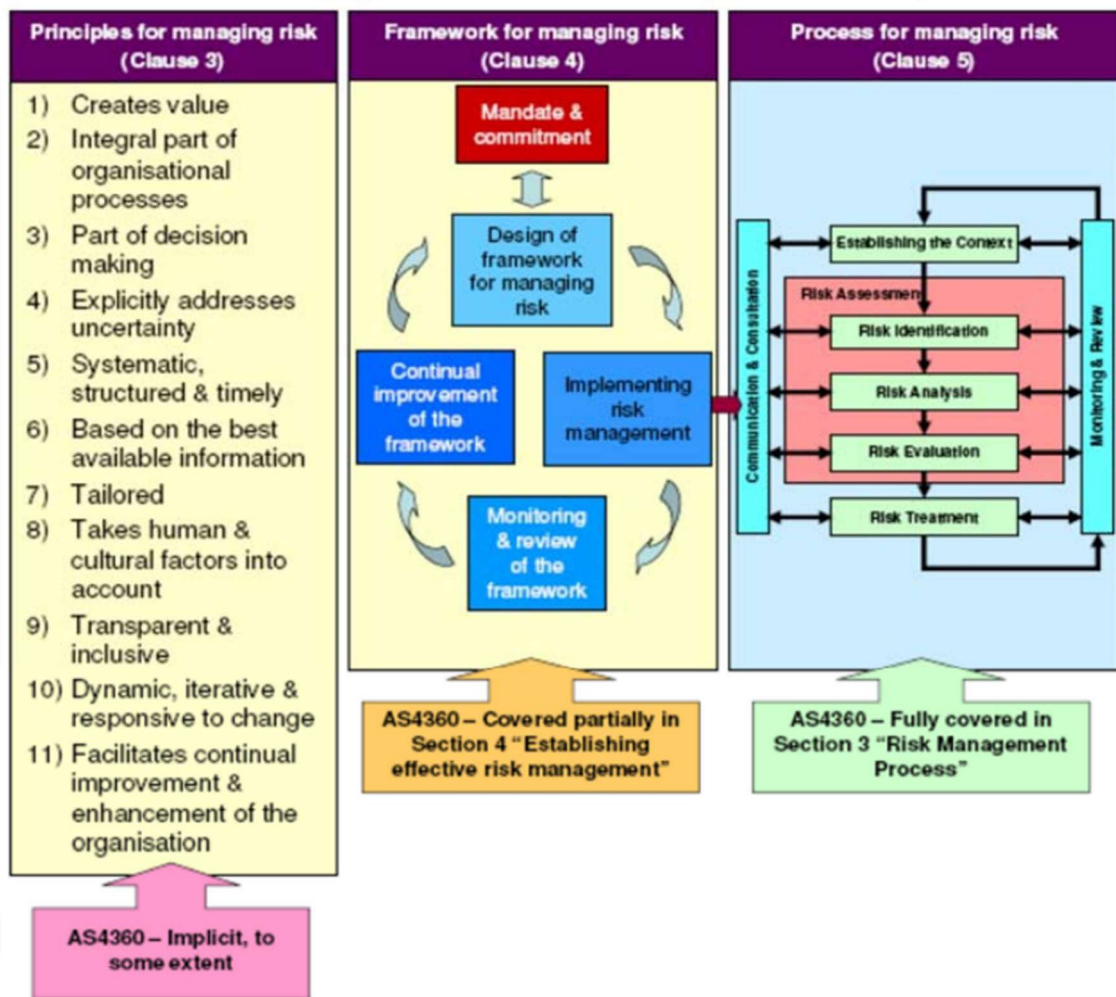 Principles for managing risk
(Clause 3)
1) Creates value
2) Integral part of
organisational
processes
3) Part of decision
making
4) Explicitly addresses
uncertainty
5) Systematic,
structured & timely
6) Based on the best
available information
7) Tailored
8) Takes human &
cultural factors into
account
9) Transparent &
inclusive
10) Dynamic, iterative &
responsive to change
11) Facilitates continual
improvement &
enhancement of the
organisation
AS4360 – Implicit, to
some extent
Framework for managing risk
(Clause 4)
Mandate &
commitment
Design of
framework
for managing
risk
Continual
improvement
of the
framework
Implementing
risk
management
Monitoring
& review
of the
framework
AS4360 – Covered partially in
Section 4 “Establishing
effective risk management”
Process for managing risk
(Clause 5)
Communication & Consultation
Establishing the Context
Risk Assessment
Risk Identification
Risk Analysis
Risk Evaluation
Risk Treatment
Monitoring & Review
AS4360 – Fully covered in
Section 3 “Risk Management
Process”